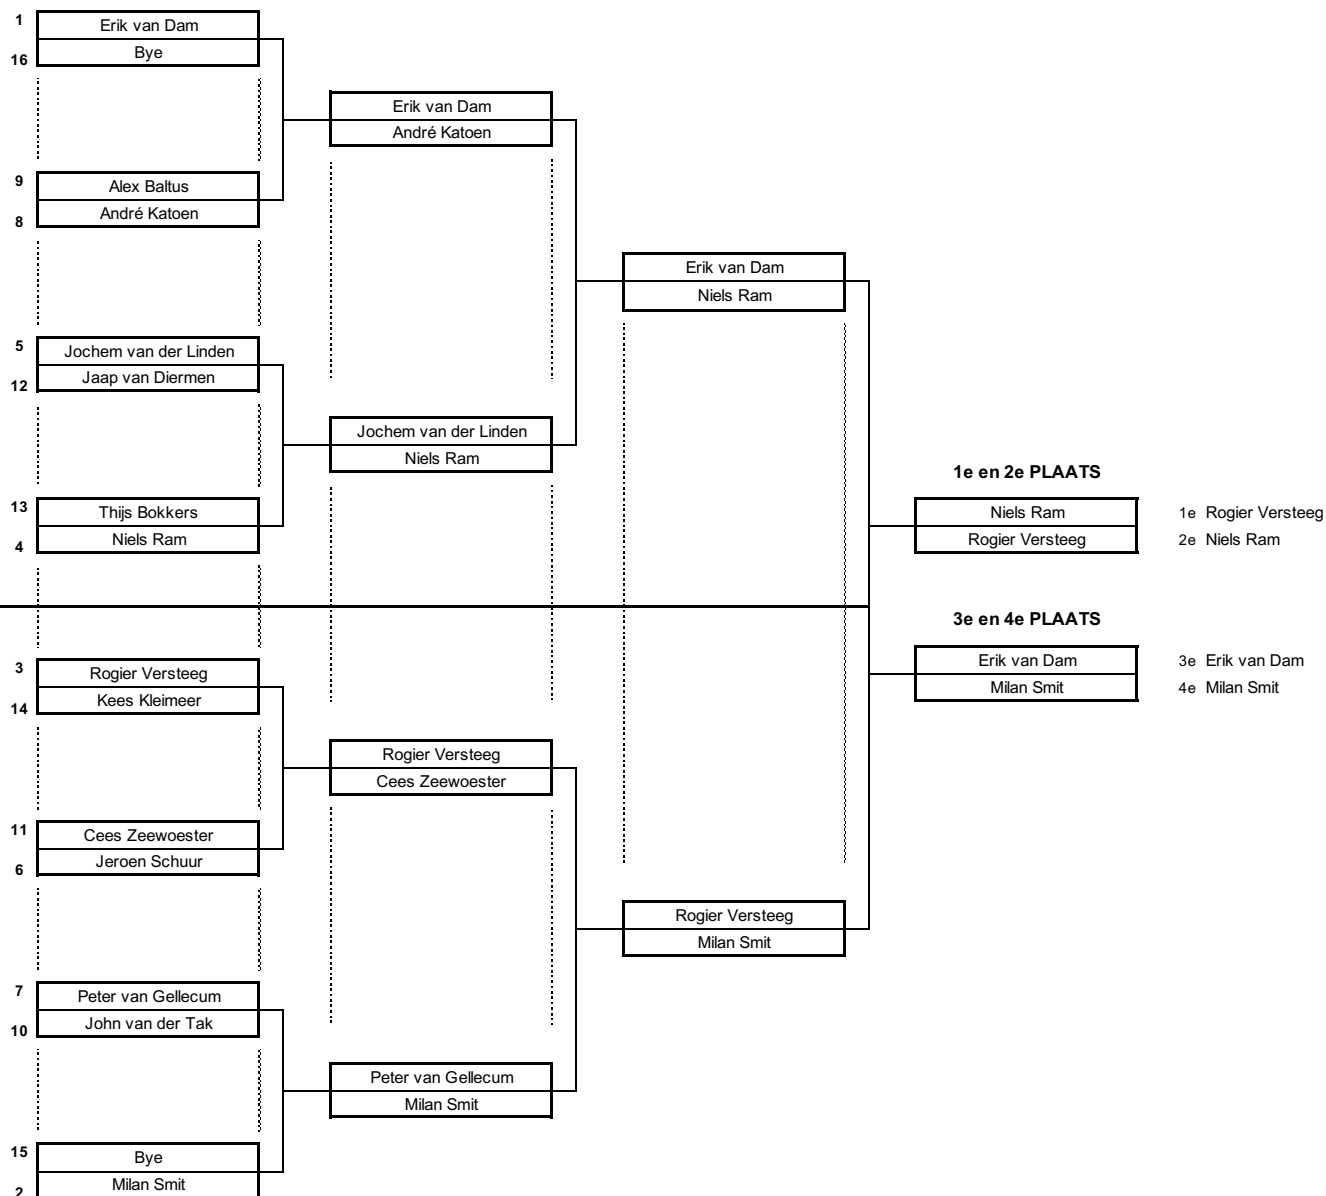 1
Erik van Dam
16
Bye
Erik van Dam
André Katoen
9
Alex Baltus
8
André Katoen
Erik van Dam
Niels Ram
5
Jochem van der Linden
12
Jaap van Diermen
Jochem van der Linden
Niels Ram
1e en 2e PLAATS
13
Thijs Bokkers
4
Niels Ram
Niels Ram
1e Rogier Versteeg
Rogier Versteeg
2e Niels Ram
3e en 4e PLAATS
Erik van Dam
3e Erik van Dam
Milan Smit
4e Milan Smit
3
Rogier Versteeg
14
Kees Kleimeer
Rogier Versteeg
Cees Zeewoester
11
Cees Zeewoester
6
Jeroen Schuur
Rogier Versteeg
Milan Smit
7
Peter van Gellecum
10
John van der Tak
Peter van Gellecum
Milan Smit
15
Bye
2
Milan Smit